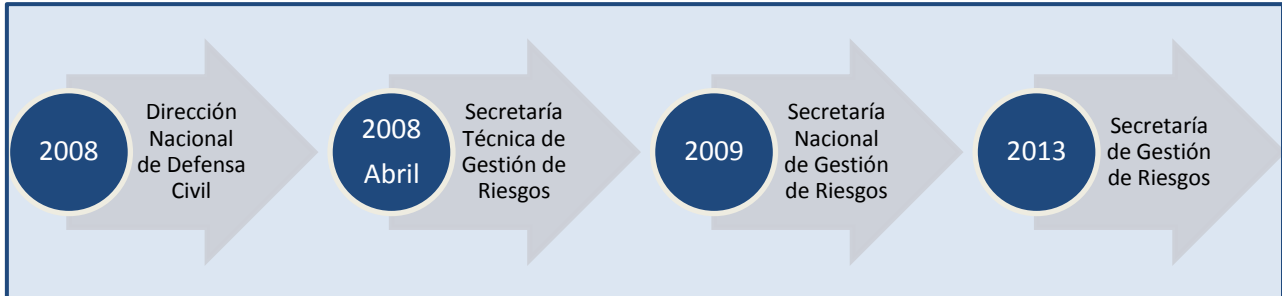 2008
Dirección
Nacional
de Defensa
Civil
2008
Abril
Secretaría
Técnica de
Gestión de
Riesgos
2009
Secretaría
Nacional
de Gestión
de Riesgos
2013
Secretaría
de Gestión
de Riesgos